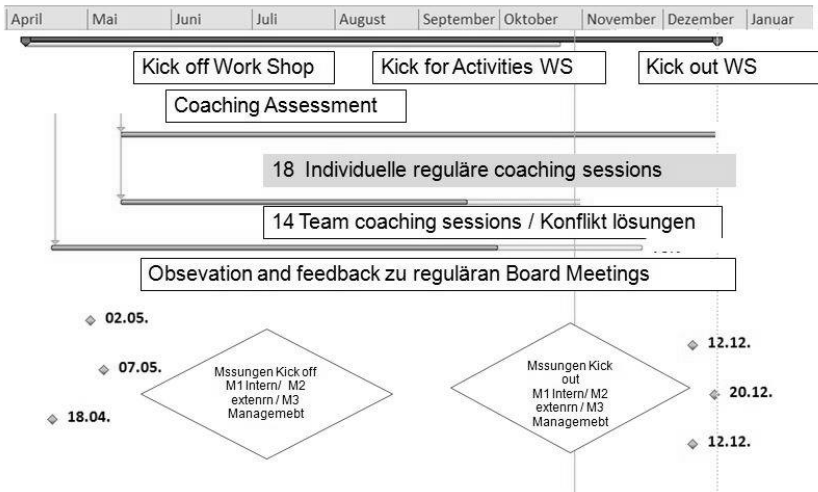 April Mai Juni Juli August September Oktober November Dezember Januar
Kick off Work Shop Kick for Activities WS Kick out WS
Coaching Assessment
18 Individuelle reguläre coaching sessions
14 Team coaching sessions / Konflikt lösungen
Obsevation and feedback zu reguläran Board Meetings
02.05.
07.05.
18.04.
Mssungen Kick off
M1 Intern/ M2
extenrn / M3
Managemebt
Mssungen Kick
out
M1 Intern/ M2
extenrn / M3
Managemebt
12.12.
20.12.
12.12.